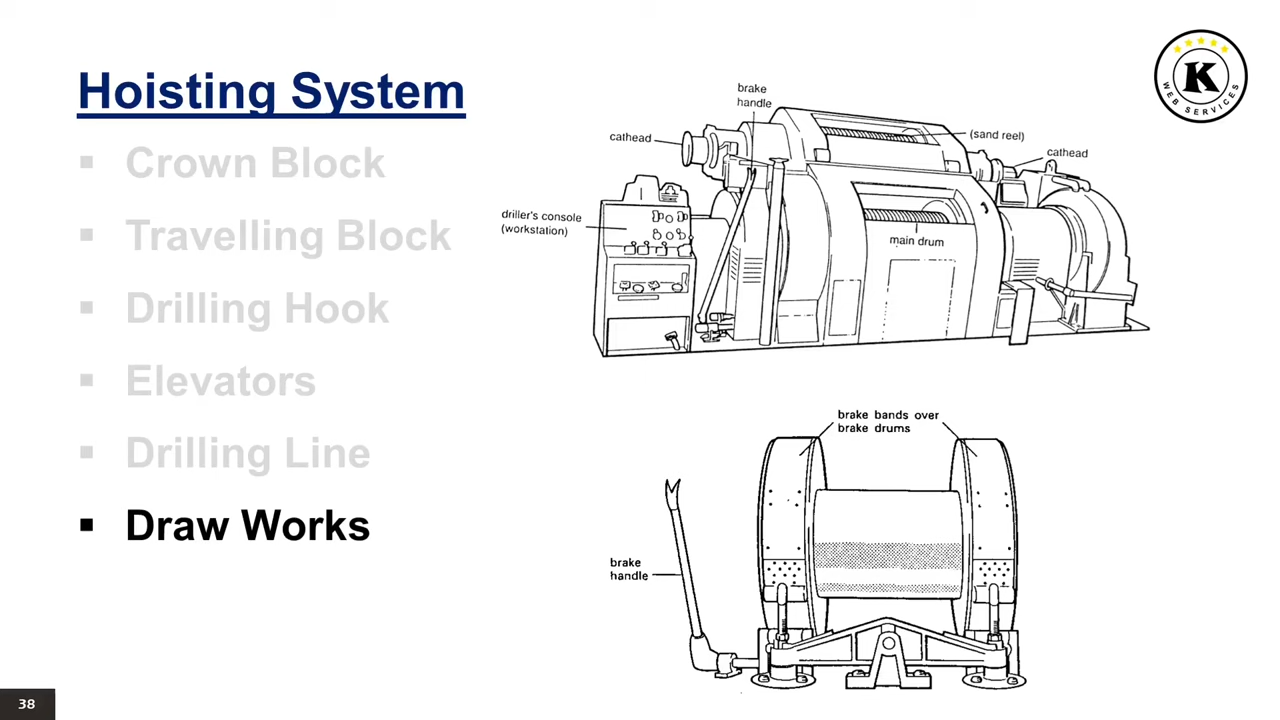 Hoisting System
▪ Crown Block
▪ Travelling Block
▪ Drilling Hook
▪ Elevators
▪ Drilling Line
▪ Draw Works
brake
handle
cathead
(sand reel)
cathead
driller's console
(workstation)
main drum
brake bands over
brake drums
brake
handle
K
WEB SERVICES
38